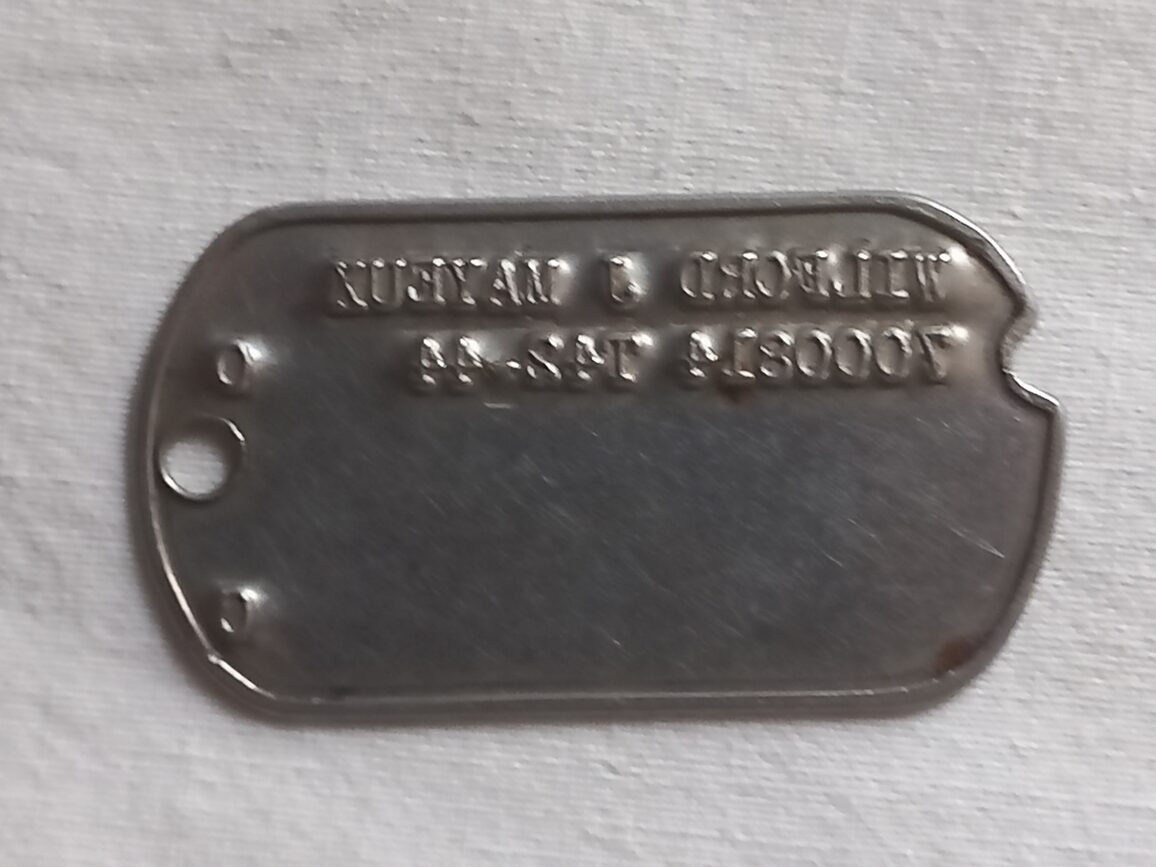 WILFORD J MAYEUX
7000814 T42-44 O
C